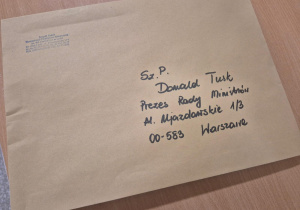 Sz. P.
Donald Tusk
Prezes Rady Ministrów
Al. Ujazdowskie 1/3
00-583 Warszawa